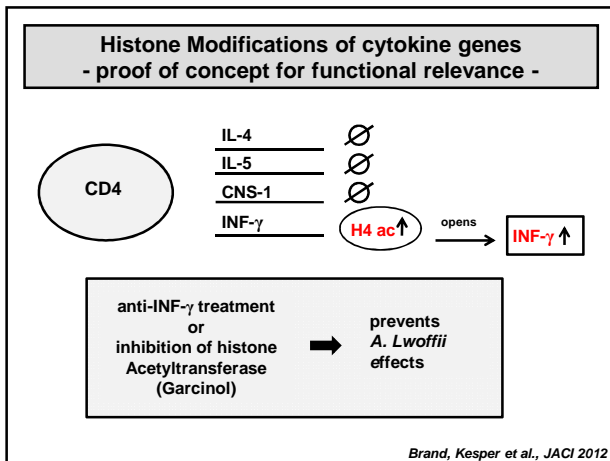 Histone Modifications of cytokine genes
- proof of concept for functional relevance -
CD4
IL-4
IL-5
CNS-1
INF-γ
H4 ac↑
opens
INF-γ ↑
anti-INF-γ treatment
or
inhibition of histone
Acetyltransferase
(Garcinol)
prevents
A. Lwoffii
effects
Brand, Kesper et al., JACI 2012